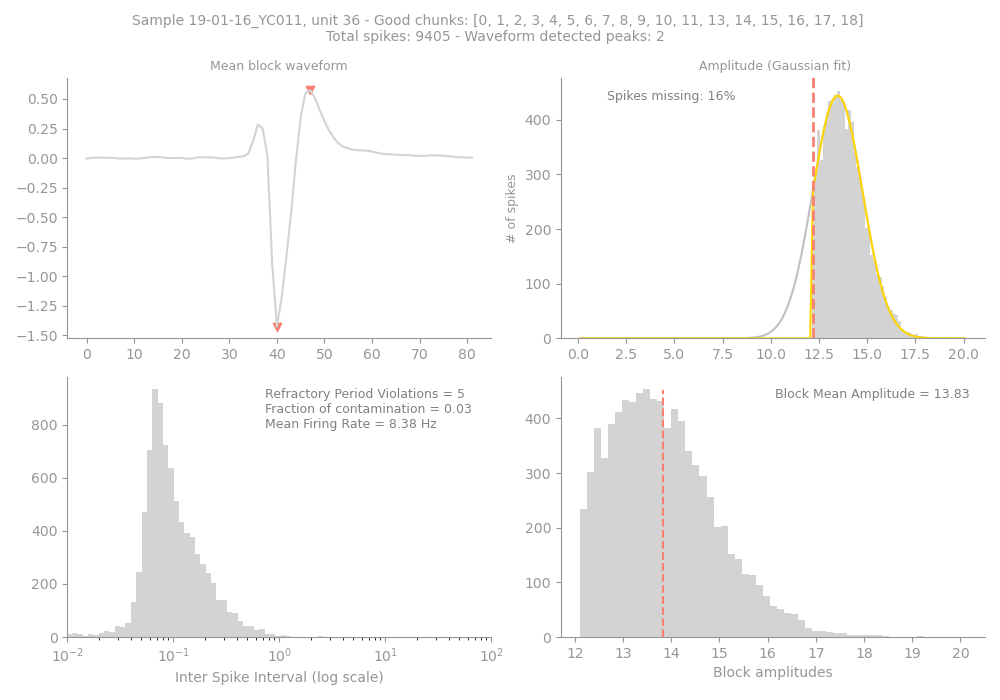 Sample 19-01-16_YC011, unit 36 - Good chunks: [0, 1, 2, 3, 4, 5, 6, 7, 8, 9, 10, 11, 13, 14, 15, 16, 17, 18]
Total spikes: 9405 - Waveform detected peaks: 2
Mean block waveform
0.50
0.25
0.00
−0.25
−0.50
−0.75
−1.00
−1.25
−1.50
0 10 20 30 40 50 60 70 80
Amplitude (Gaussian fit)
Spikes missing: 16%
# of spikes
400
300
200
100
0
0.0 2.5 5.0 7.5 10.0 12.5 15.0 17.5 20.0
Refractory Period Violations = 5
Fraction of contamination = 0.03
Mean Firing Rate = 8.38 Hz
800
600
400
200
0
10⁻² 10⁻¹ 10⁰ 10¹ 10²
Inter Spike Interval (log scale)
Block Mean Amplitude = 13.83
400
300
200
100
0
12 13 14 15 16 17 18 19 20
Block amplitudes